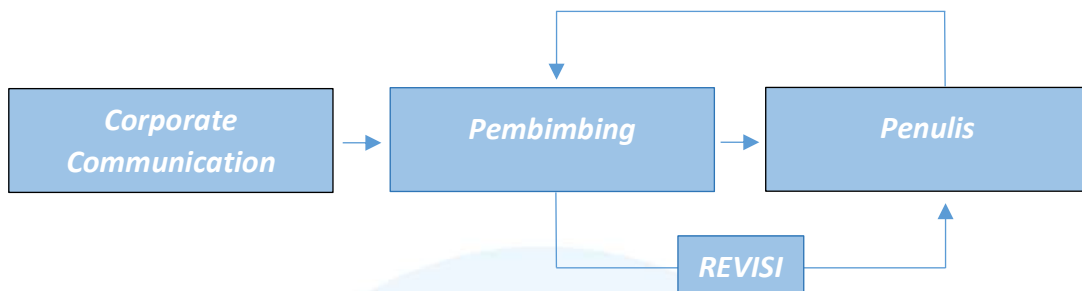 Corporate
Communication
Pembimbing
Penulis
REVISI